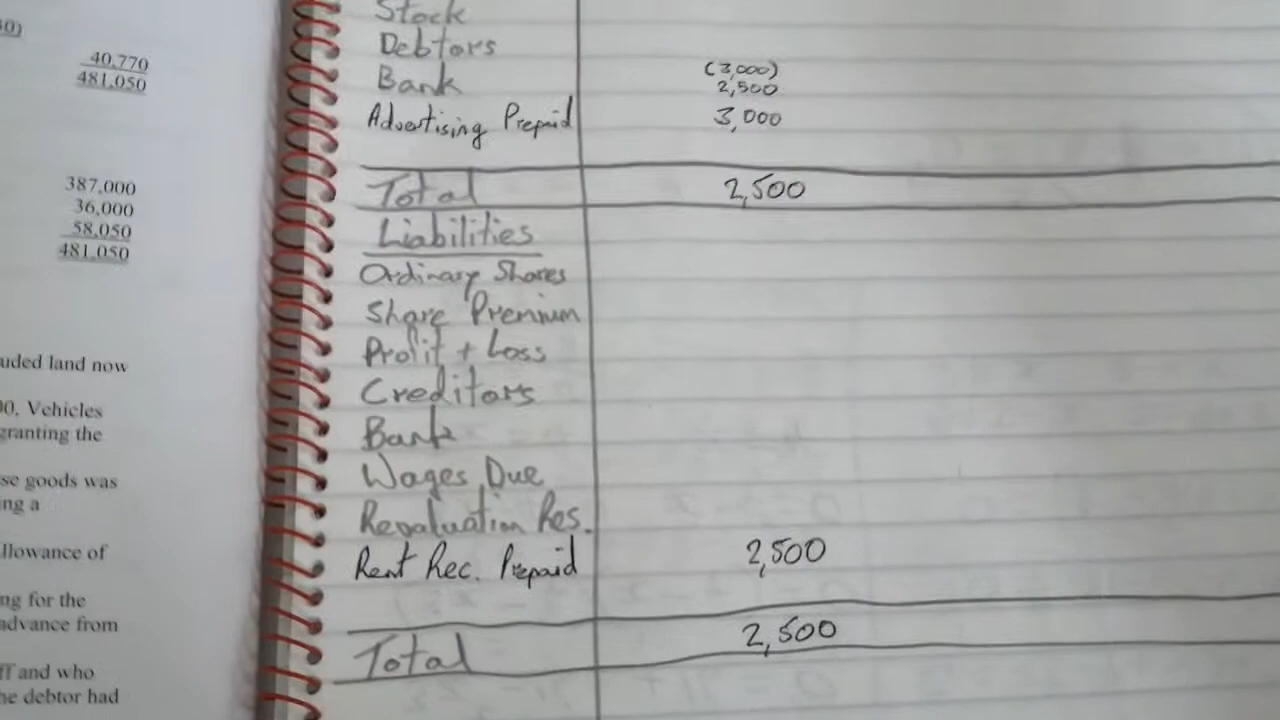 40,770
481,050
387,000
36,000
58,050
481,050
uded land now
00, Vehicles
granting the
se goods was
ng a
llowance of
ng for the
advance from
ff and who
he debtor had
Stock
Debtors
Bank (3,000)
2,500
Advertising Prepaid 3,000
Total 2,500
Liabilities
Ordinary Shares
Share Premium
Profit + Loss
Creditors
Bank
Wages Due
Revaluation Res.
Rent Rec. Prepaid 2,500
Total 2,500